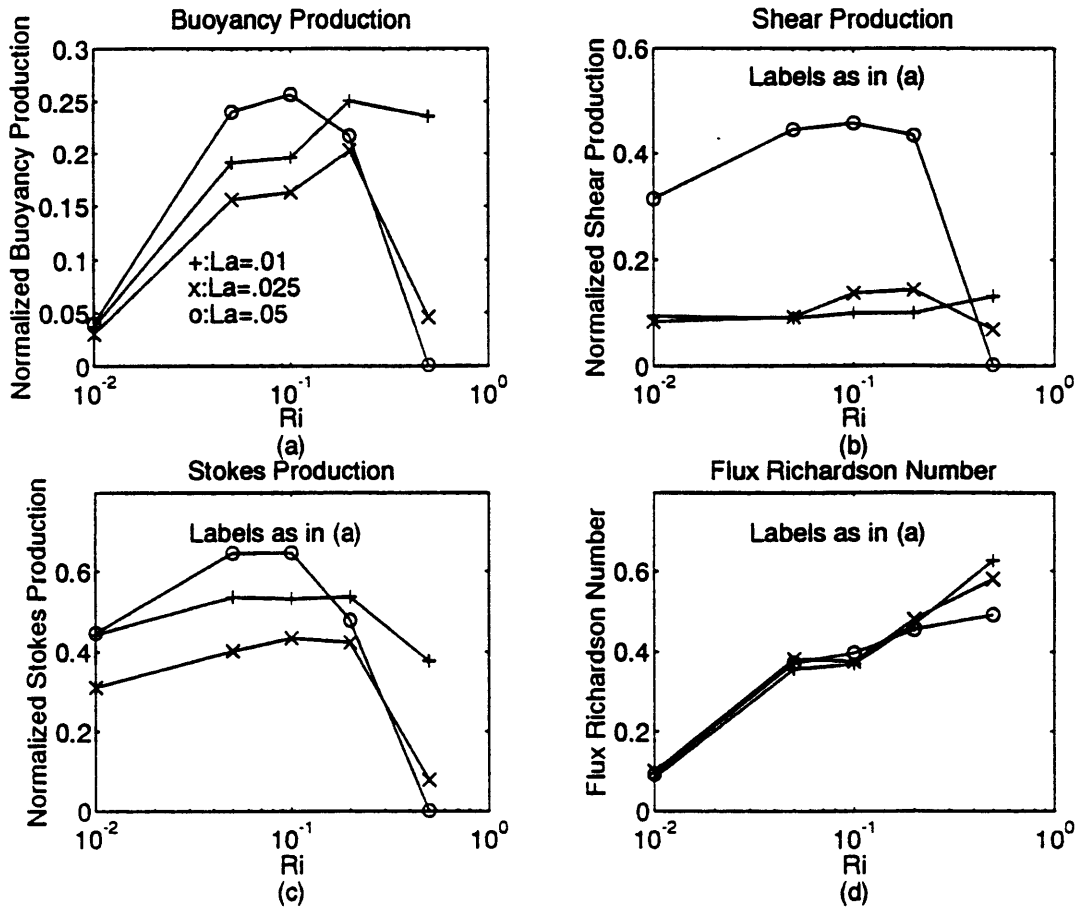 Buoyancy Production
Normalized Buoyancy Production
0.3
0.25
0.2
0.15
0.1
0.05
0
+:La=.01
x:La=.025
o:La=.05
10^-2
10^-1
10^0
Ri
(a)
Shear Production
Normalized Shear Production
0.6
0.4
0.2
0
Labels as in (a)
10^-2
10^-1
10^0
Ri
(b)
Stokes Production
Normalized Stokes Production
0.6
0.4
0.2
0
Labels as in (a)
10^-2
10^-1
10^0
Ri
(c)
Flux Richardson Number
Flux Richardson Number
0.6
0.4
0.2
0
Labels as in (a)
10^-2
10^-1
10^0
Ri
(d)